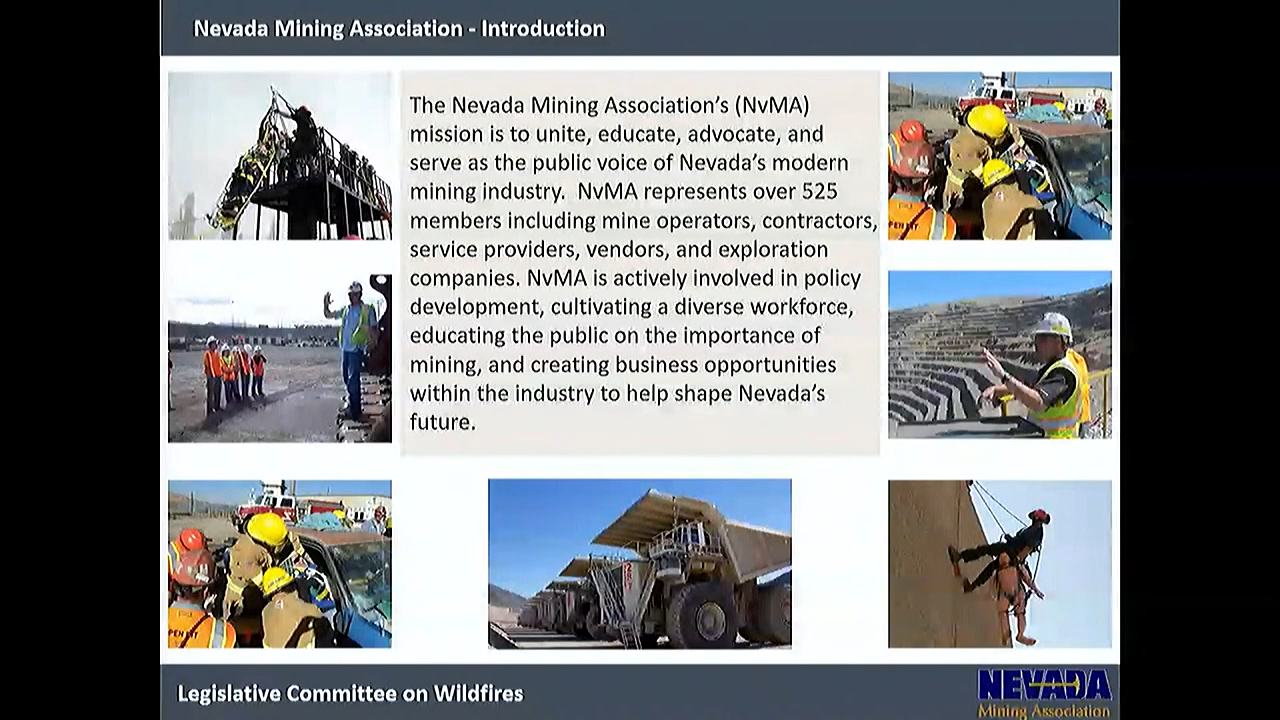 Nevada Mining Association - Introduction
The Nevada Mining Association's (NvMA)
mission is to unite, educate, advocate, and
serve as the public voice of Nevada's modern
mining industry.  NvMA represents over 525
members including mine operators, contractors,
service providers, vendors, and exploration
companies. NvMA is actively involved in policy
development, cultivating a diverse workforce,
educating the public on the importance of
mining, and creating business opportunities
within the industry to help shape Nevada's
future.
Legislative Committee on Wildfires
NEVADA
Mining Association